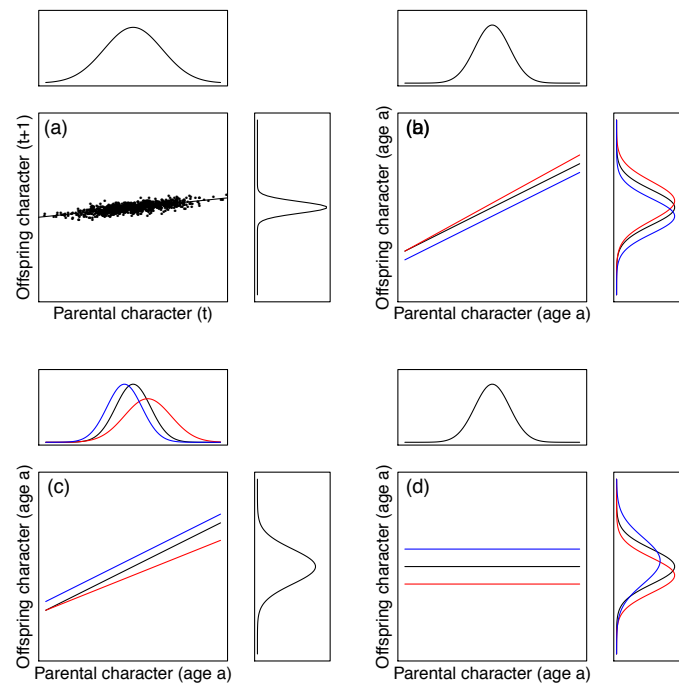 (a)
Offspring character (t+1)
Parental character (t)
Offspring character (age a)
Parental character (age a)
(c)
Offspring character (age a)
Parental character (age a)
(d)
Offspring character (age a)
Parental character (age a)